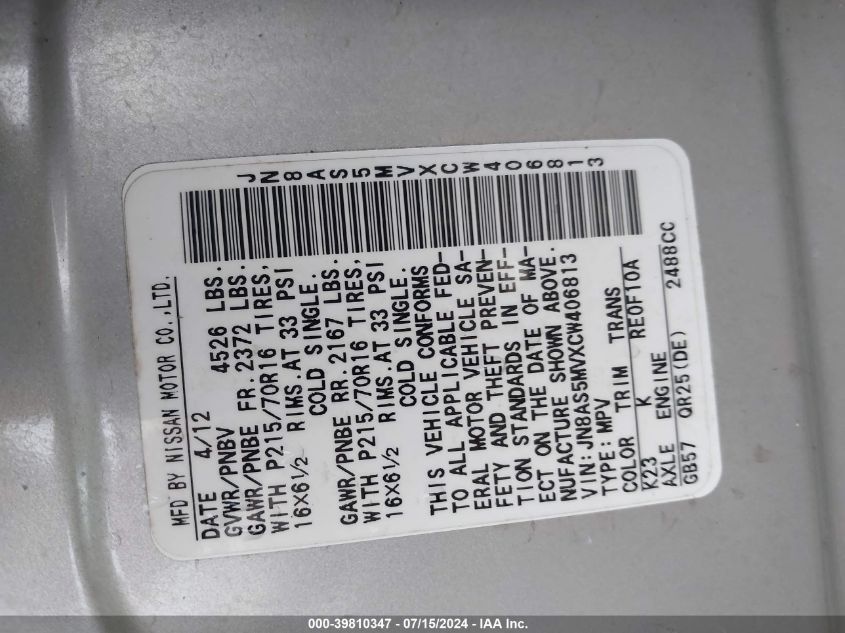 MFD BY NISSAN MOTOR CO.,LTD.
DATE 4/12
GVWR/PNBV 4526 LBS.
GAWR/PNBE FR. 2372 LBS.
WITH P215/70R16 TIRES,
16X6½ RIMS.AT 33 PSI
COLD SINGLE.
GAWR/PNBE RR. 2167 LBS.
WITH P215/70R16 TIRES,
16X6½ RIMS.AT 33 PSI
COLD SINGLE.
THIS VEHICLE CONFORMS
TO ALL APPLICABLE FED-
ERAL MOTOR VEHICLE SA-
FETY AND THEFT PREVEN-
TION STANDARDS IN EFF-
ECT ON THE DATE OF MA-
NUFACTURE SHOWN ABOVE.
VIN: JN8AS5MVXCW406813
TYPE: MPV
COLOR TRIM TRANS
K23 K RE0F10A
AXLE ENGINE
GB57 QR25(DE) 2488CC
JN8AS5MVXCW406813
000-39810347 - 07/15/2024 - IAA Inc.